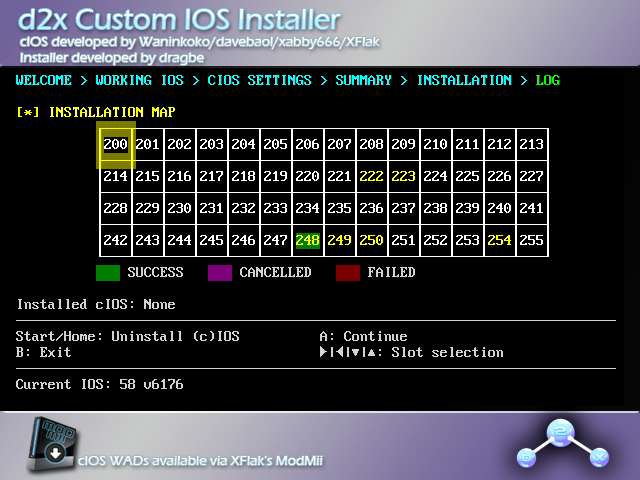 d2x Custom IOS Installer
cIOS developed by Waninkoko/davebaol/xabby666/XFlak
Installer developed by dragbe
WELCOME > WORKING IOS > CIOS SETTINGS > SUMMARY > INSTALLATION > LOG
[*] INSTALLATION MAP
200 201 202 203 204 205 206 207 208 209 210 211 212 213
214 215 216 217 218 219 220 221 222 223 224 225 226 227
228 229 230 231 232 233 234 235 236 237 238 239 240 241
242 243 244 245 246 247 248 249 250 251 252 253 254 255
SUCCESS CANCELLED FAILED
Installed cIOS: None
Start/Home: Uninstall (c)IOS A: Continue
B: Exit ►|◄|▼|▲: Slot selection
Current IOS: 58 v6176
cIOS WADs available via XFlak's ModMii
D 2 X